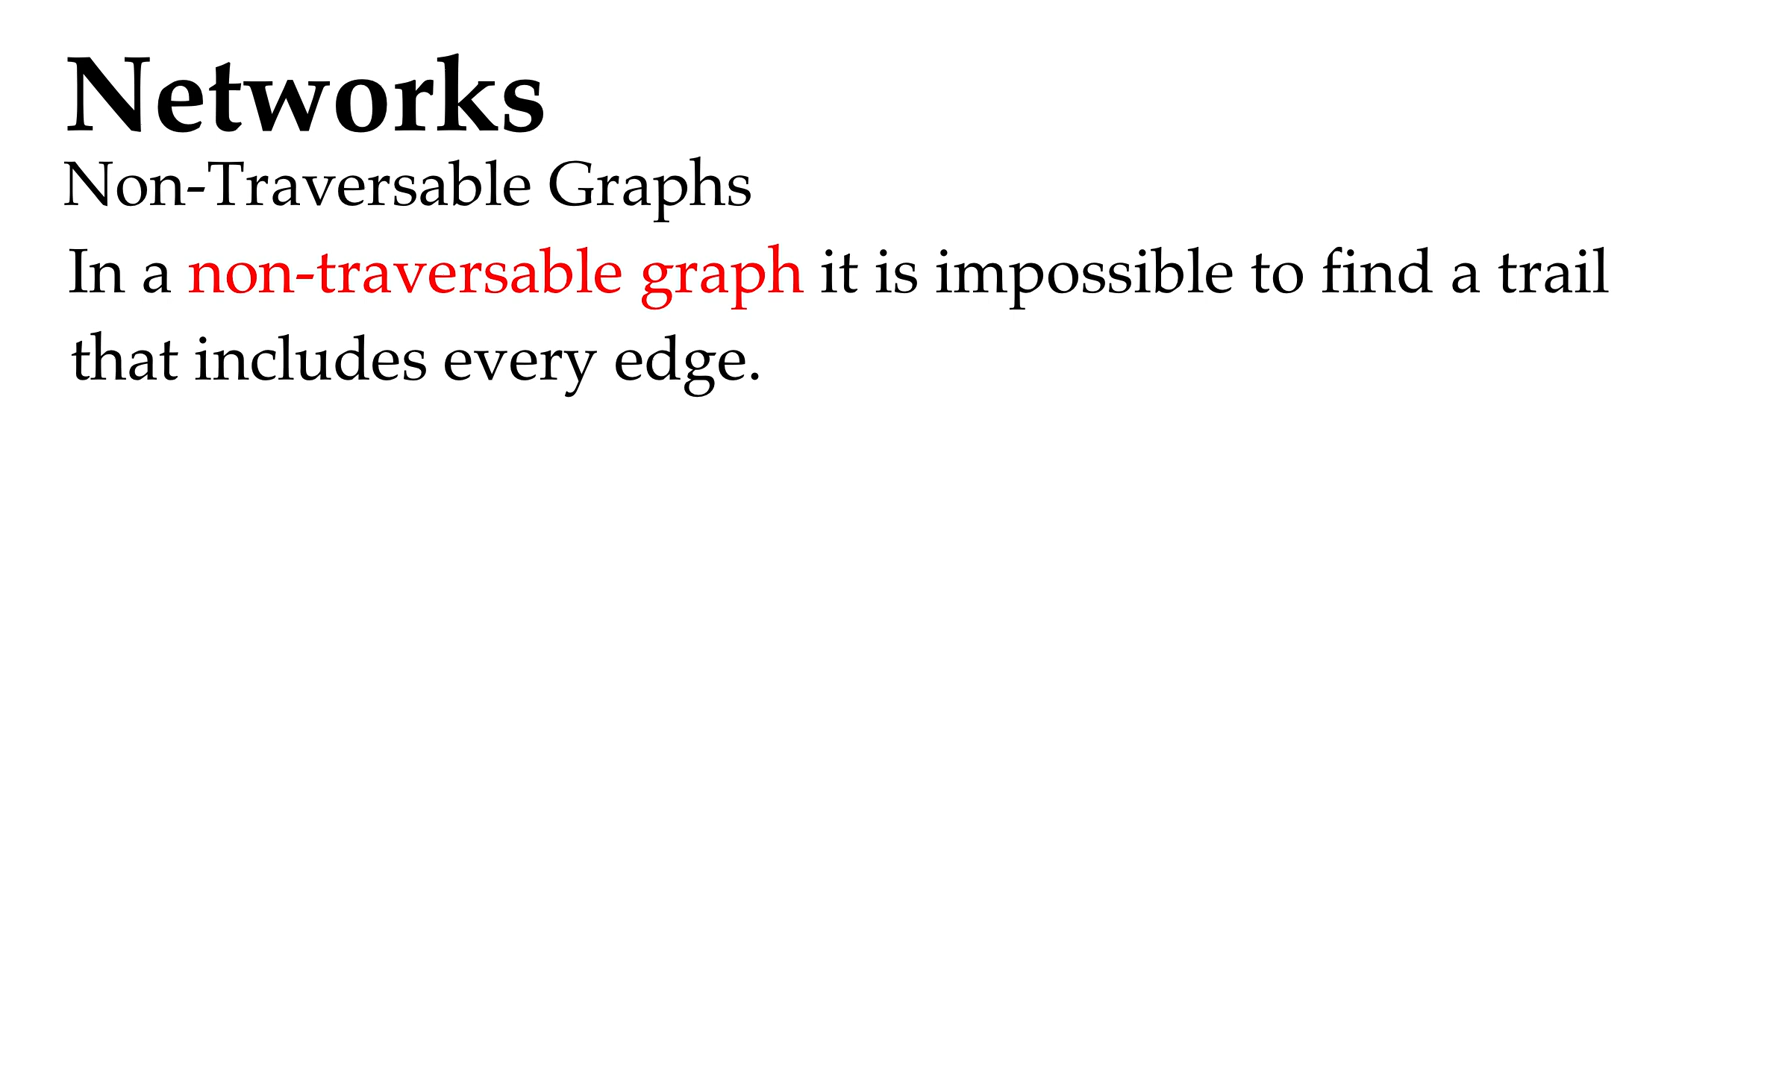 Networks
Non-Traversable Graphs
In a non-traversable graph it is impossible to find a trail
that includes every edge.